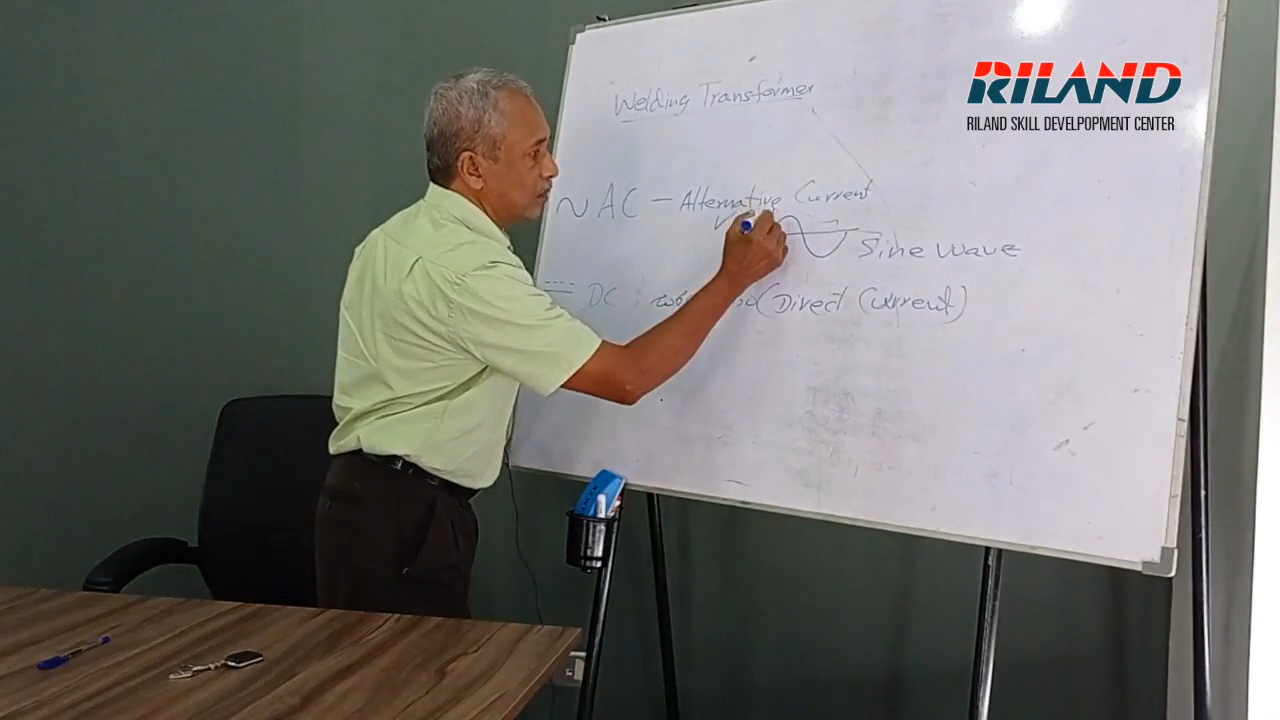 RILAND
RILAND SKILL DEVELPOPMENT CENTER
Welding Transformer
~ AC — Alternative Current
V
Sine Wave
DC (Direct Current)